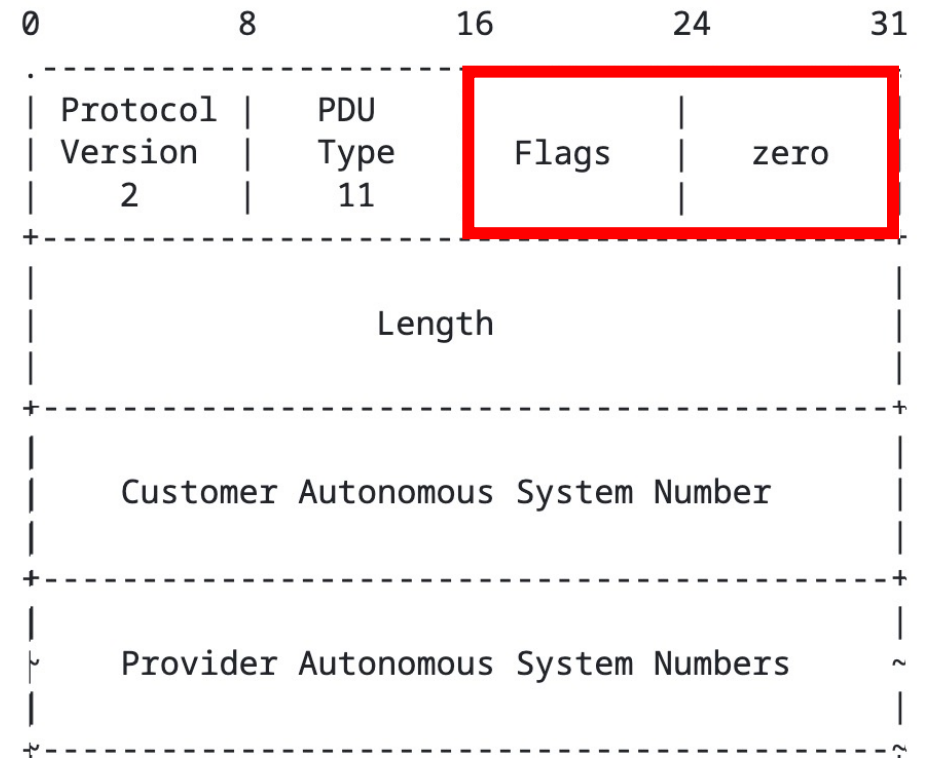 0 8 16 24 31
Protocol PDU
Version Type Flags zero
2 11
Length
Customer Autonomous System Number
Provider Autonomous System Numbers